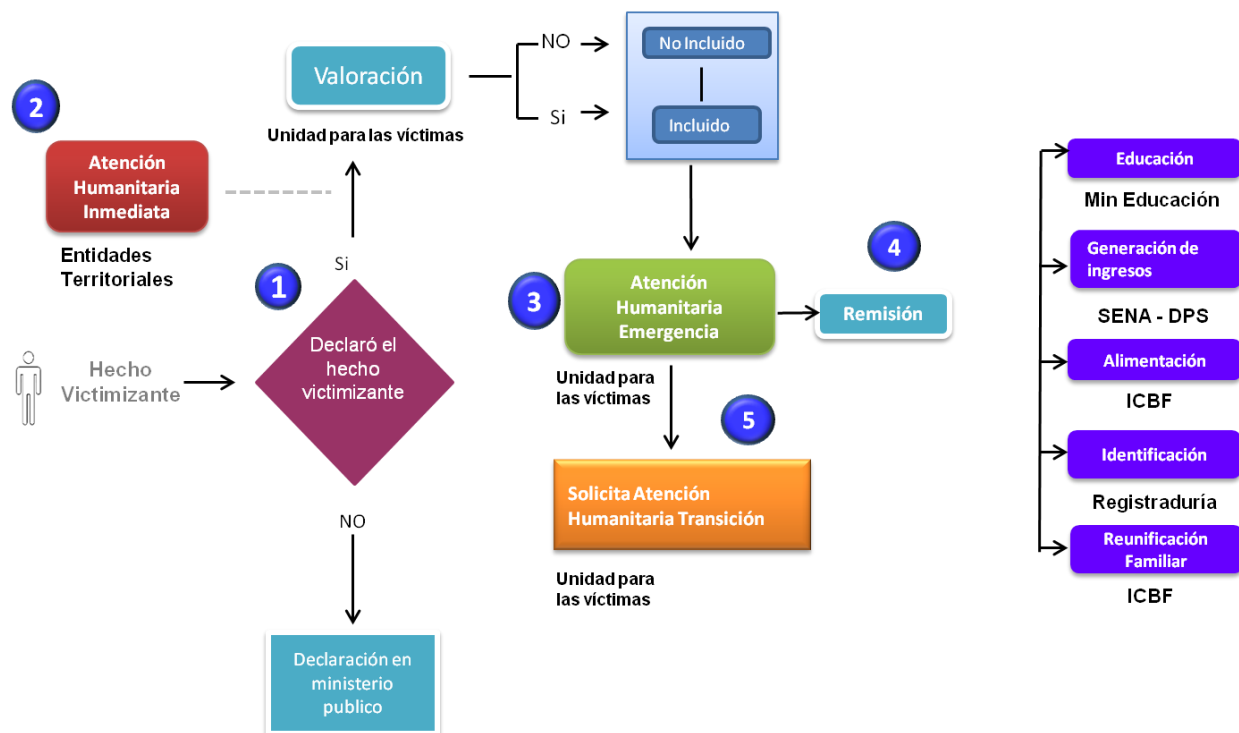 2
Atención
Humanitaria
Inmediata
Entidades
Territoriales
Valoración
Unidad para las víctimas
NO
Si
No Incluido
Incluido
Si
1
Hecho
Victimizante
Declaró el
hecho
victimizante
NO
Declaración en
ministerio
publico
3
Atención
Humanitaria
Emergencia
Unidad para
las víctimas
4
Remisión
5
Solicita Atención
Humanitaria Transición
Unidad para
las víctimas
Educación
Min Educación
Generación de
ingresos
SENA - DPS
Alimentación
ICBF
Identificación
Registraduría
Reunificación
Familiar
ICBF